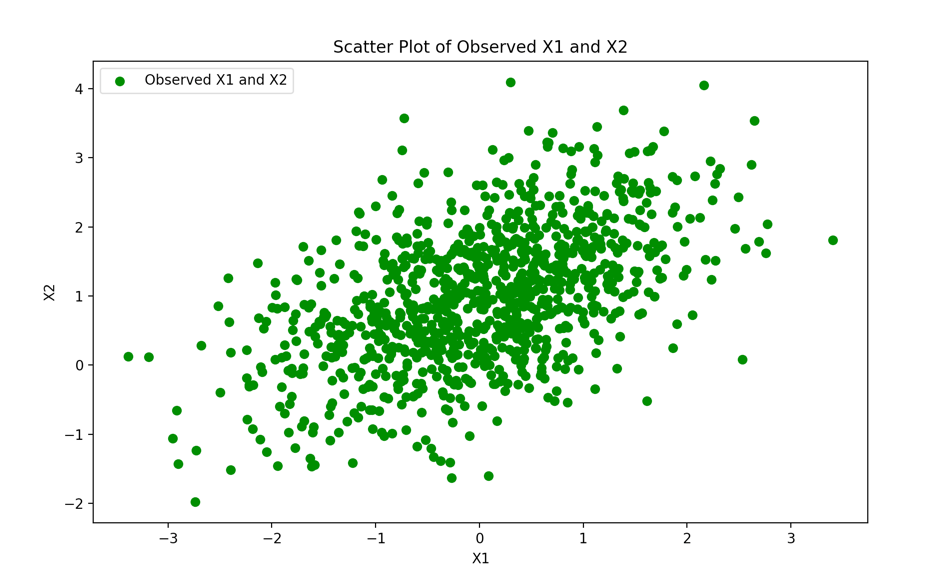 Scatter Plot of Observed X1 and X2
Observed X1 and X2
4
3
2
1
0
−1
−2
X2
−3 −2 −1 0 1 2 3
X1